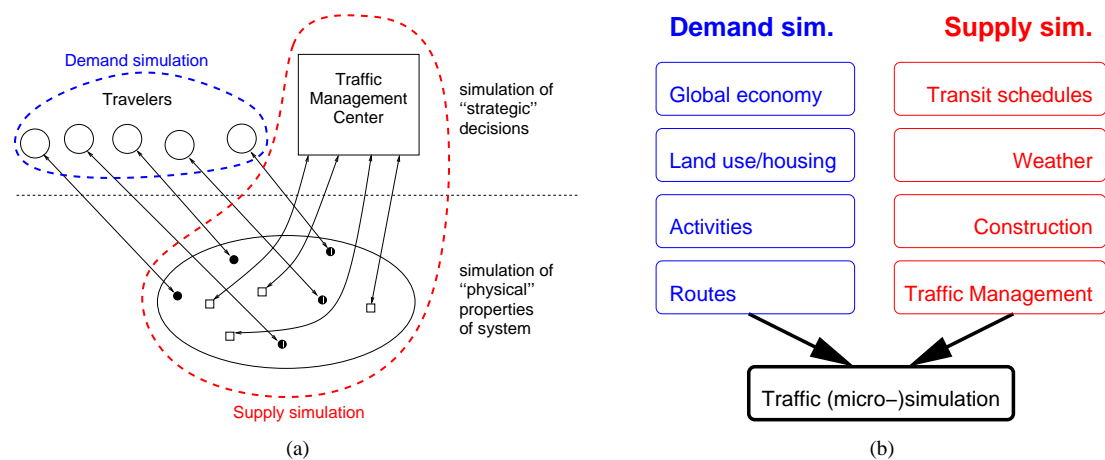 Demand simulation
Travelers
Traffic
Management
Center
simulation of
‘‘strategic’’
decisions
simulation of
‘‘physical’’
properties
of system
Supply simulation
(a)
Demand sim.
Supply sim.
Global economy
Transit schedules
Land use/housing
Weather
Activities
Construction
Routes
Traffic Management
Traffic (micro−)simulation
(b)